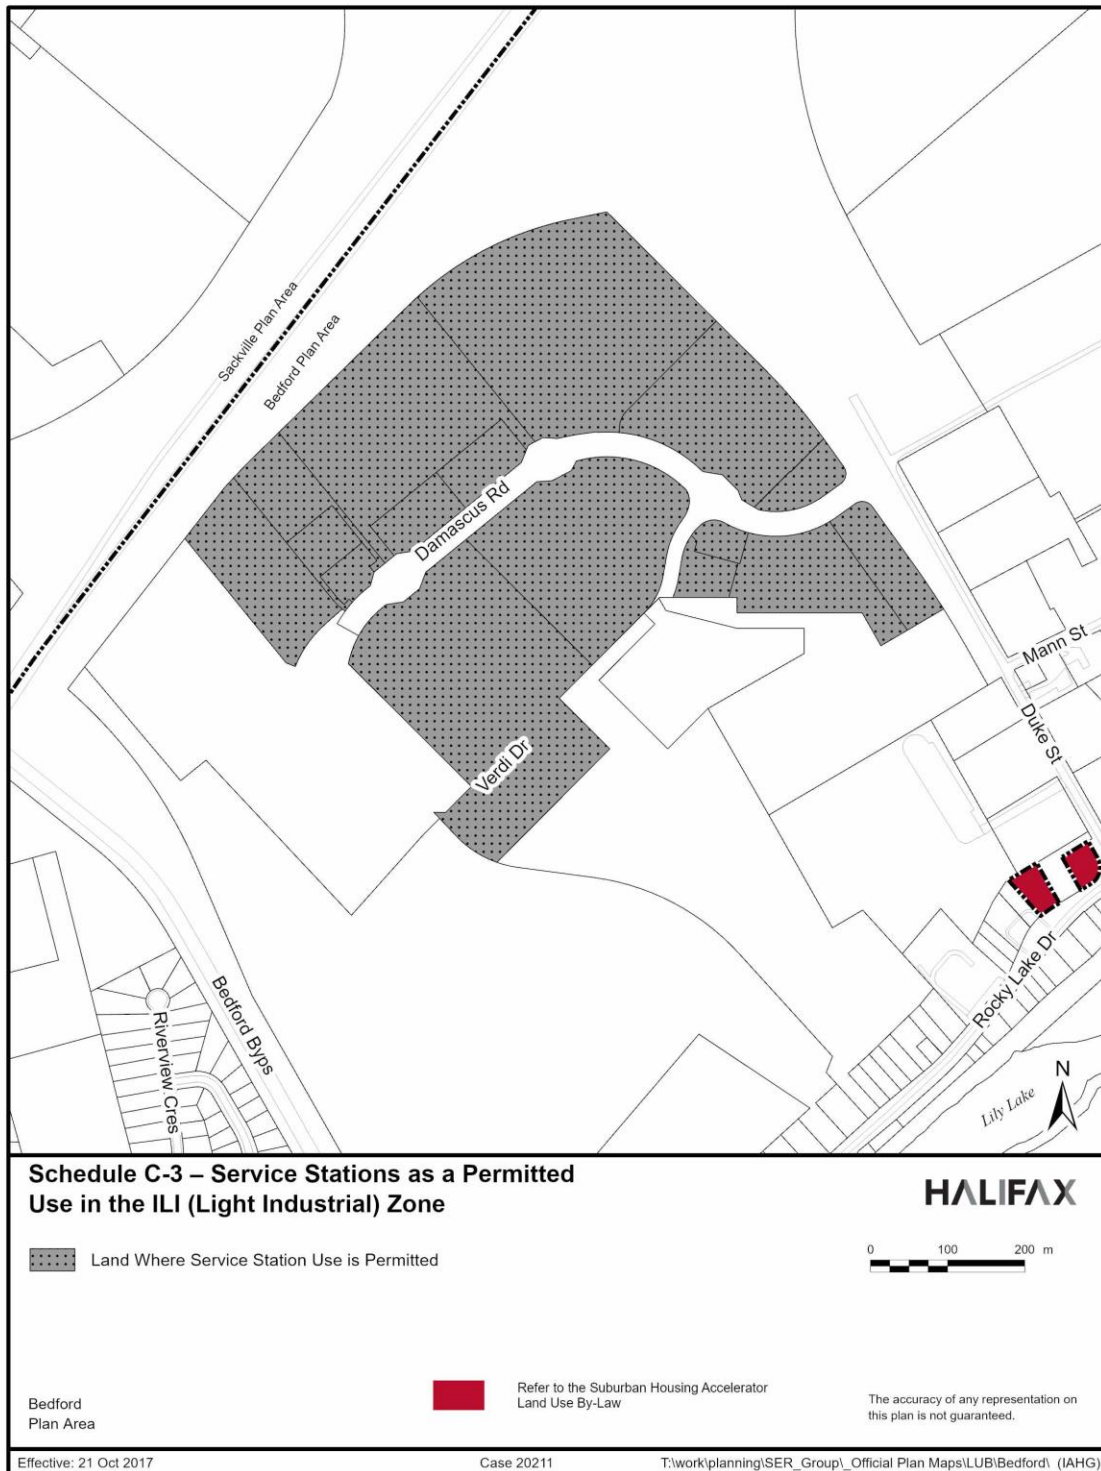 Sackville Plan Area
Bedford Plan Area
Damascus Rd
Verdi Dr
Mann St
Duke St
Rocky Lake Dr
Bedford Byps
Riverview Cres
Lily Lake
N
Schedule C-3 – Service Stations as a Permitted
Use in the ILI (Light Industrial) Zone
HALIFAX
Land Where Service Station Use is Permitted
0 100 200 m
Refer to the Suburban Housing Accelerator
Land Use By-Law
Bedford
Plan Area
The accuracy of any representation on
this plan is not guaranteed.
Effective: 21 Oct 2017 Case 20211 T:\work\planning\SER_Group\_Official Plan Maps\LUB\Bedford\ (IAHG)